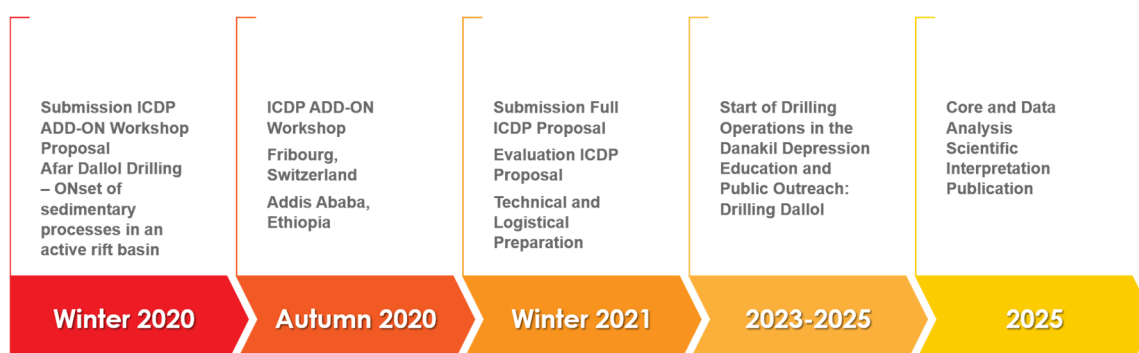 Submission ICDP
ADD-ON Workshop
Proposal
Afar Dallol Drilling
– ONset of
sedimentary
processes in an
active rift basin
Winter 2020
ICDP ADD-ON
Workshop
Fribourg,
Switzerland
Addis Ababa,
Ethiopia
Autumn 2020
Submission Full
ICDP Proposal
Evaluation ICDP
Proposal
Technical and
Logistical
Preparation
Winter 2021
Start of Drilling
Operations in the
Danakil Depression
Education and
Public Outreach:
Drilling Dallol
2023-2025
Core and Data
Analysis
Scientific
Interpretation
Publication
2025